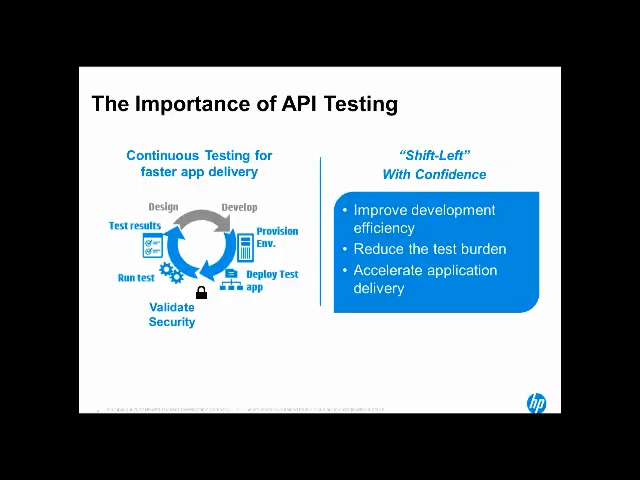 The Importance of API Testing
Continuous Testing for
faster app delivery
Design
Develop
Test results
Provision
Env.
Run test
Deploy Test
app
Validate
Security
“Shift-Left”
With Confidence
• Improve development
efficiency
• Reduce the test burden
• Accelerate application
delivery
hp